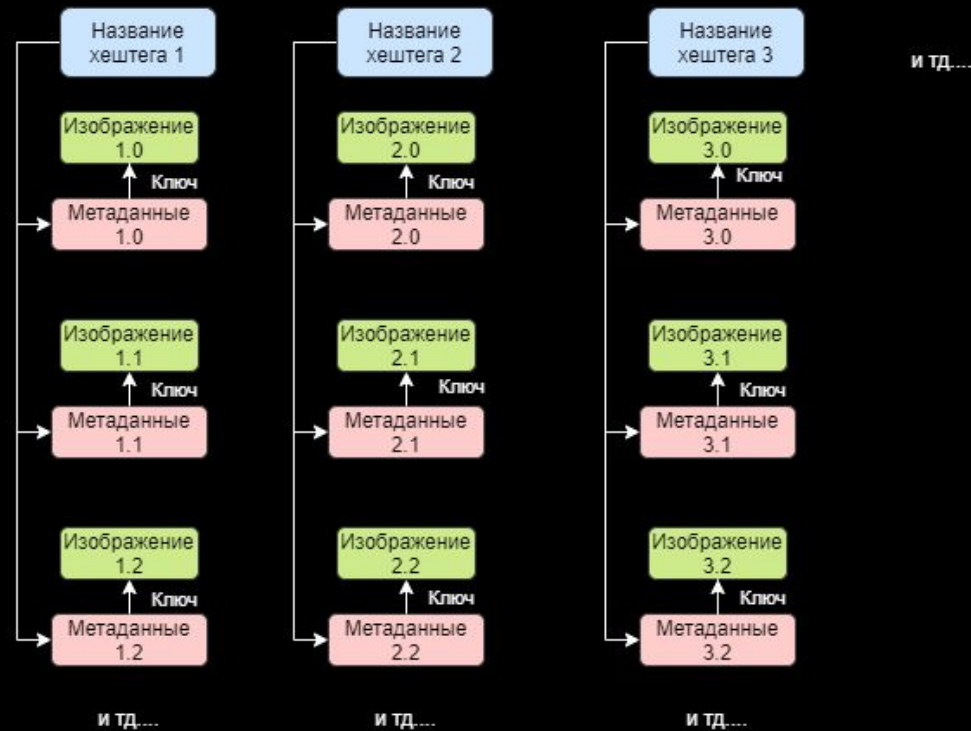 Название
хештега 1
Название
хештега 2
Название
хештега 3
и тд....
Изображение
1.0
Изображение
2.0
Изображение
3.0
Ключ
Ключ
Ключ
Метаданные
1.0
Метаданные
2.0
Метаданные
3.0
Изображение
1.1
Изображение
2.1
Изображение
3.1
Ключ
Ключ
Ключ
Метаданные
1.1
Метаданные
2.1
Метаданные
3.1
Изображение
1.2
Изображение
2.2
Изображение
3.2
Ключ
Ключ
Ключ
Метаданные
1.2
Метаданные
2.2
Метаданные
3.2
и тд....
и тд....
и тд....